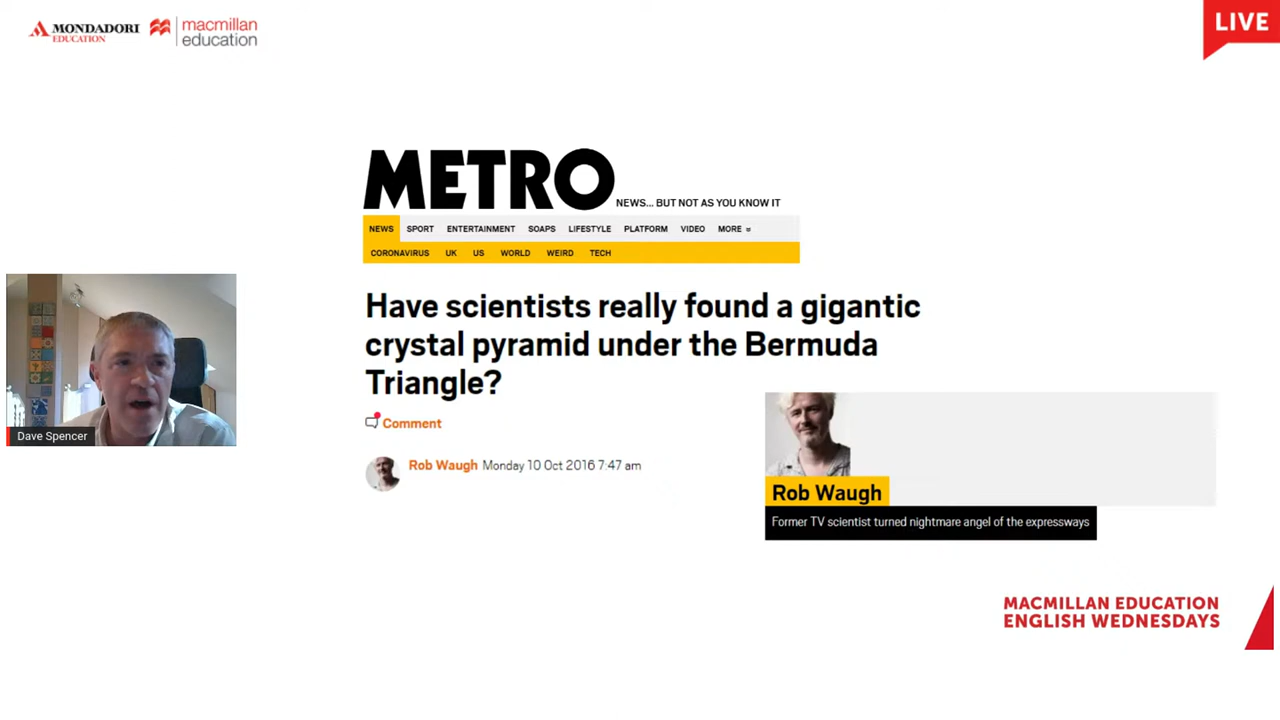 MONDADORI
EDUCATION
macmillan
education
LIVE
METRO
NEWS... BUT NOT AS YOU KNOW IT
NEWS SPORT ENTERTAINMENT SOAPS LIFESTYLE PLATFORM VIDEO MORE
CORONAVIRUS UK US WORLD WEIRD TECH
Have scientists really found a gigantic
crystal pyramid under the Bermuda
Triangle?
Comment
Rob Waugh Monday 10 Oct 2016 7:47 am
Dave Spencer
Rob Waugh
Former TV scientist turned nightmare angel of the expressways
MACMILLAN EDUCATION
ENGLISH WEDNESDAYS